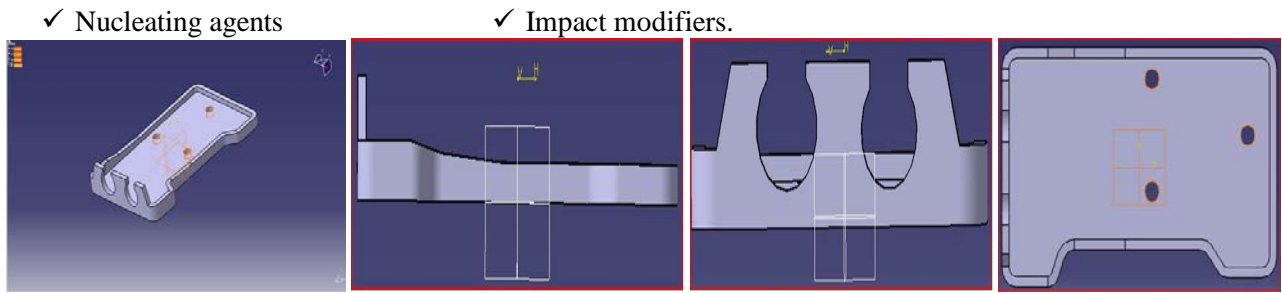 ✓ Nucleating agents ✓ Impact modifiers.
V H
V H